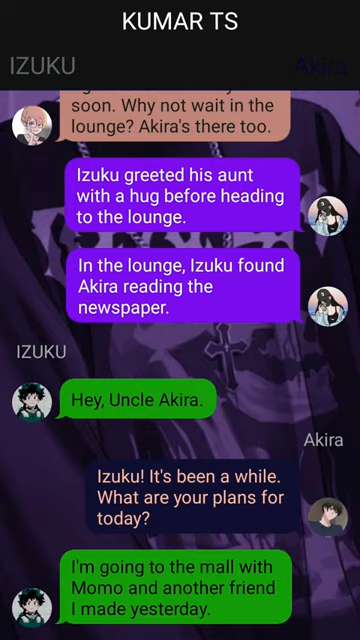 KUMAR TS
IZUKU
Akira
soon. Why not wait in the
lounge? Akira's there too.
Izuku greeted his aunt
with a hug before heading
to the lounge.
In the lounge, Izuku found
Akira reading the
newspaper.
IZUKU
Hey, Uncle Akira.
Akira
Izuku! It's been a while.
What are your plans for
today?
I'm going to the mall with
Momo and another friend
I made yesterday.